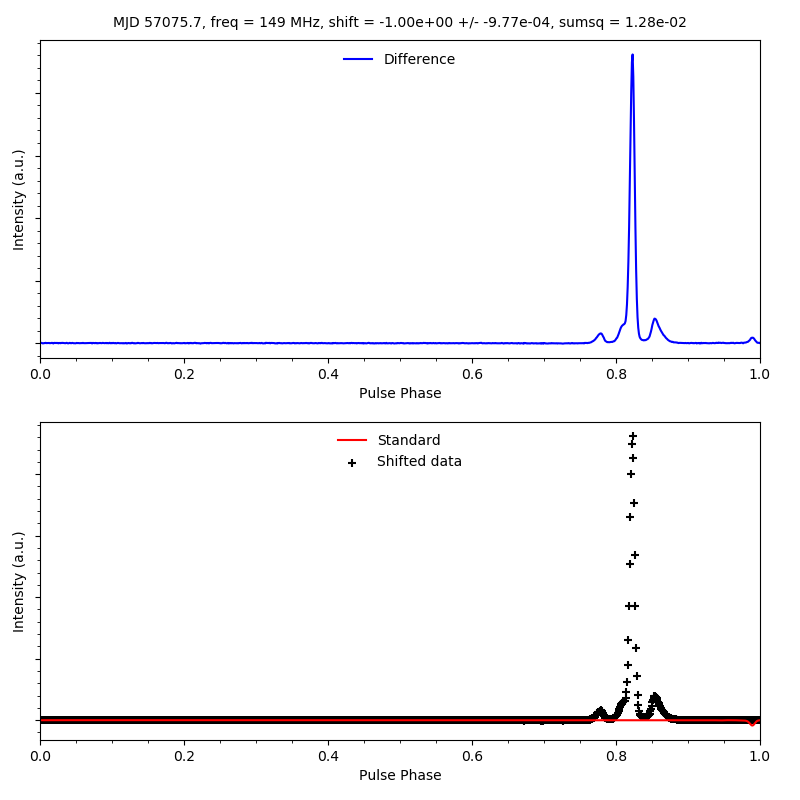 MJD 57075.7, freq = 149 MHz, shift = -1.00e+00 +/- -9.77e-04, sumsq = 1.28e-02
Difference
Intensity (a.u.)
0.0 0.2 0.4 0.6 0.8 1.0
Pulse Phase
Standard
Shifted data
Intensity (a.u.)
0.0 0.2 0.4 0.6 0.8 1.0
Pulse Phase